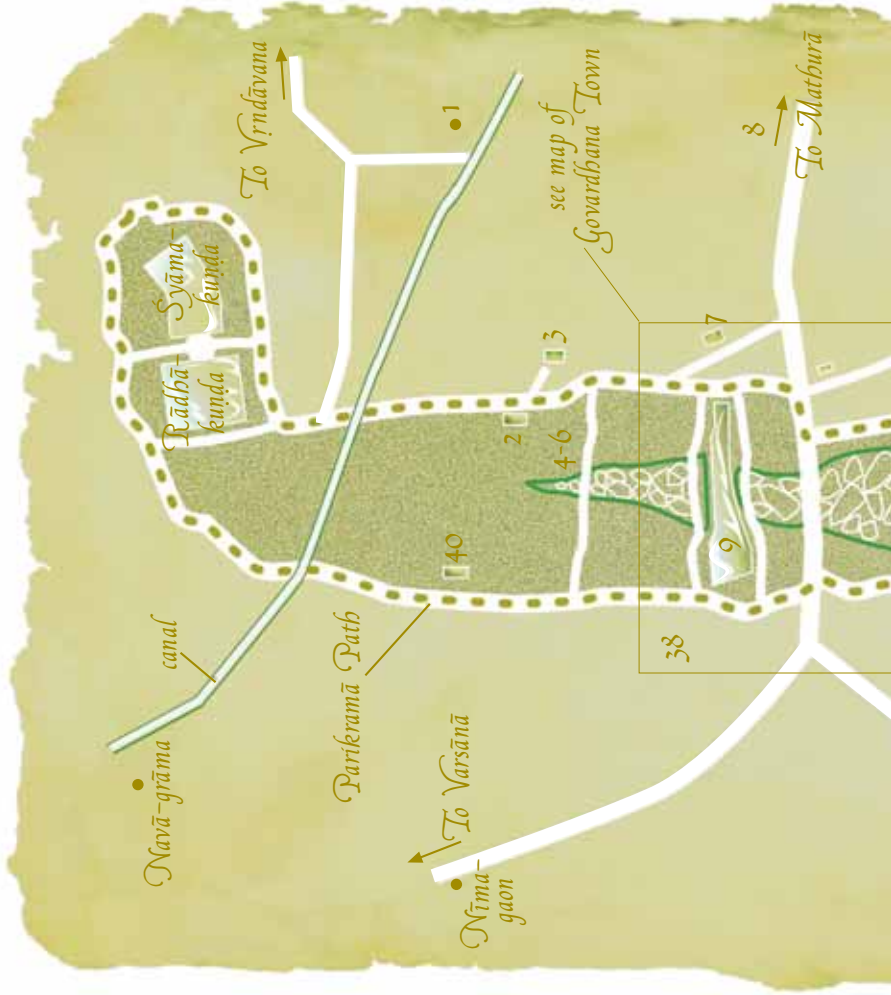 To Vṛndāvana
1
Śyāma-
kuṇḍa
Rādhā-
kuṇḍa
see map of
Govardhana Town
8
To Mathurā
3
7
2
4-6
40
9
canal
Parikramā Path
38
Navā-grāma
To Varsānā
Nīma-
gaon